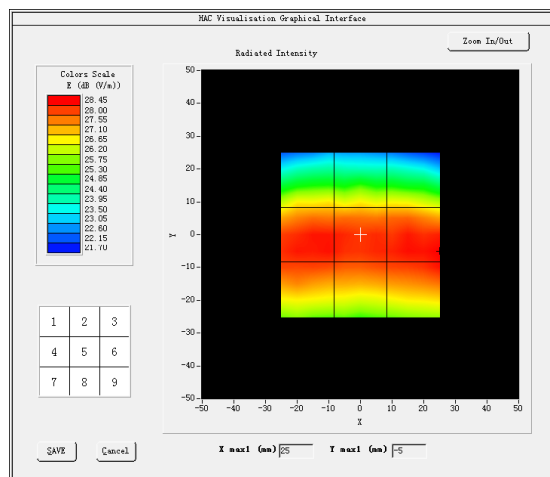 HAC Visualisation Graphical Interface
Zoom In/Out
Radiated Intensity
Colors Scale
E (dB (V/m))
28.45
28.00
27.55
27.10
26.65
26.20
25.75
25.30
24.85
24.40
23.95
23.50
23.05
22.60
22.15
21.70
50
40
30
20
10
0
-10
-20
-30
-40
-50
Y
-50 -40 -30 -20 -10 0 10 20 30 40 50
X
1 2 3
4 5 6
7 8 9
SAVE
Cancel
X max1 (mm) 25
Y max1 (mm) -5